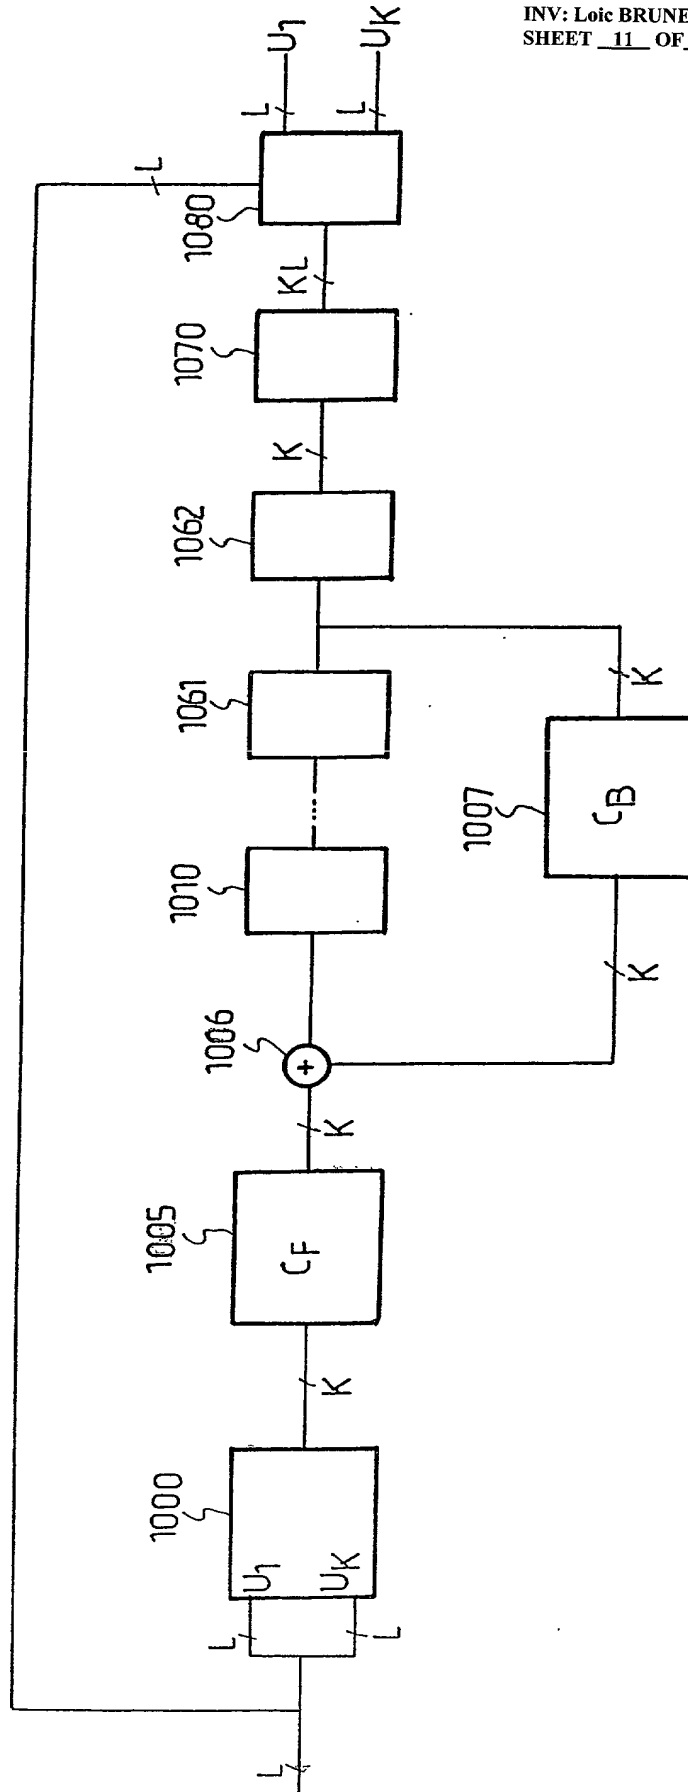 INV: Loic BRUNE
SHEET 11 OF
L
L
L
U1
UK
1000
K
1005
CF
K
1006
1010
1061
1007
CB
K
K
1062
K
1070
KL
1080
L
L
L
U1
UK